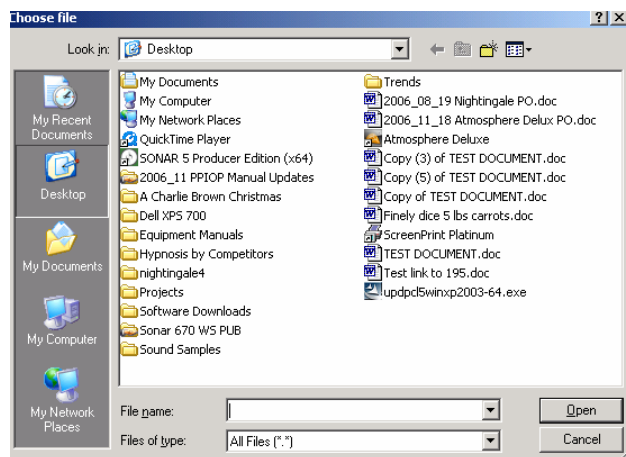 Choose file
Look in:
Desktop
My Recent
Documents
Desktop
My Documents
My Computer
My Network
Places
My Documents
My Computer
My Network Places
QuickTime Player
SONAR 5 Producer Edition (x64)
2006_11 PPIOP Manual Updates
A Charlie Brown Christmas
Dell XPS 700
Equipment Manuals
Hypnosis by Competitors
nightingale4
Projects
Software Downloads
Sonar 670 WS PUB
Sound Samples
Trends
2006_08_19 Nightingale PO.doc
2006_11_18 Atmosphere Delux PO.doc
Atmosphere Deluxe
Copy (3) of TEST DOCUMENT.doc
Copy (5) of TEST DOCUMENT.doc
Copy of TEST DOCUMENT.doc
Finely dice 5 lbs carrots.doc
ScreenPrint Platinum
TEST DOCUMENT.doc
Test link to 195.doc
updpcl5winxp2003-64.exe
File name:
Open
Files of type:
All Files (*.*)
Cancel